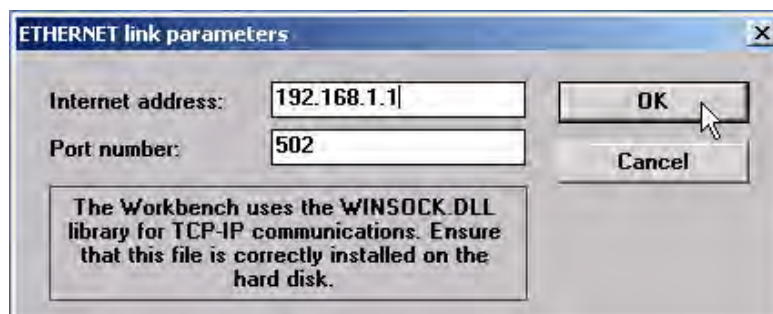 ETHERNET link parameters
Internet address: 192.168.1.1 OK
Port number: 502
Cancel
The Workbench uses the WINSOCK.DLL
library for TCP-IP communications. Ensure
that this file is correctly installed on the
hard disk.